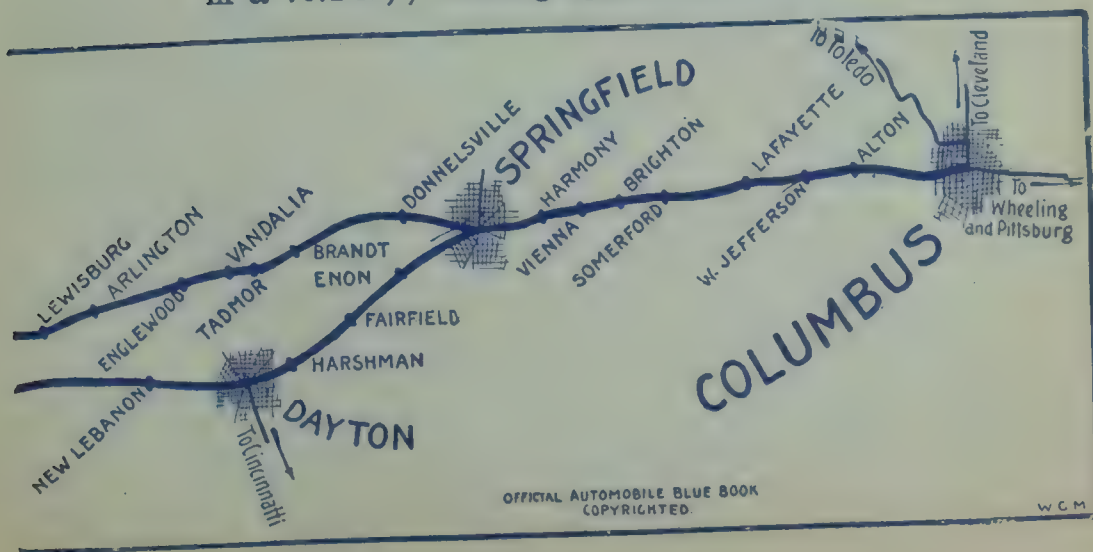 To Toledo
To Cleveland
SPRINGFIELD
DONNELSVILLE
HARMONY
BRIGHTON
LAFAYETTE
ALTON
To
Wheeling
and Pittsburg
VANDALIA
ARLINGTON
LEWISBURG
BRANDT
ENON
VIENNA
SOMERFORD
W. JEFFERSON
COLUMBUS
ENGLEWOOD
TADMOR
FAIRFIELD
HARSHMAN
NEW LEBANON
DAYTON
To Cincinnatti
OFFICIAL AUTOMOBILE BLUE BOOK
COPYRIGHTED.
W C M